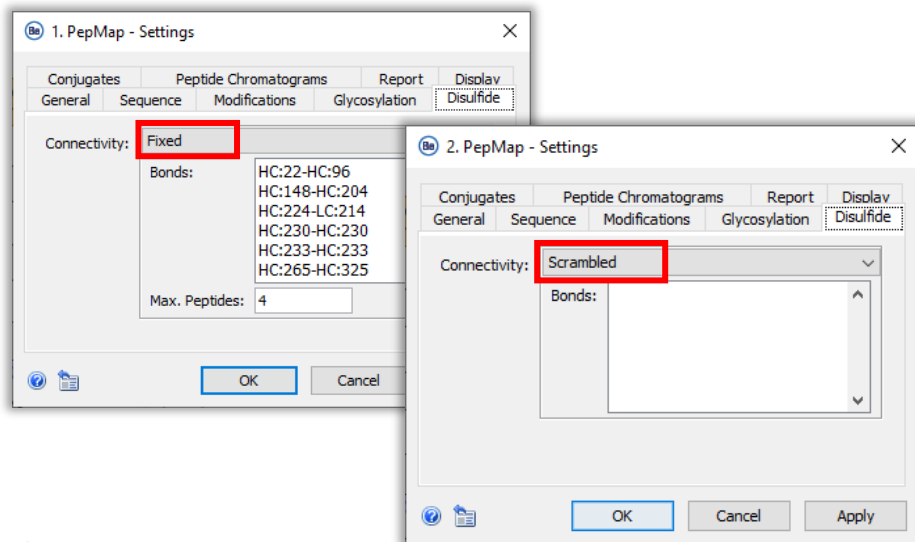 Be 1. PepMap - Settings
Conjugates Peptide Chromatograms Report Display
General Sequence Modifications Glycosylation Disulfide
Connectivity: Fixed
Bonds: HC:22-HC:96
HC:148-HC:204
HC:224-LC:214
HC:230-HC:230
HC:233-HC:233
HC:265-HC:325
Max. Peptides: 4
? OK Cancel
Be 2. PepMap - Settings
Conjugates Peptide Chromatograms Report Display
General Sequence Modifications Glycosylation Disulfide
Connectivity: Scrambled
Bonds:
? OK Cancel Apply